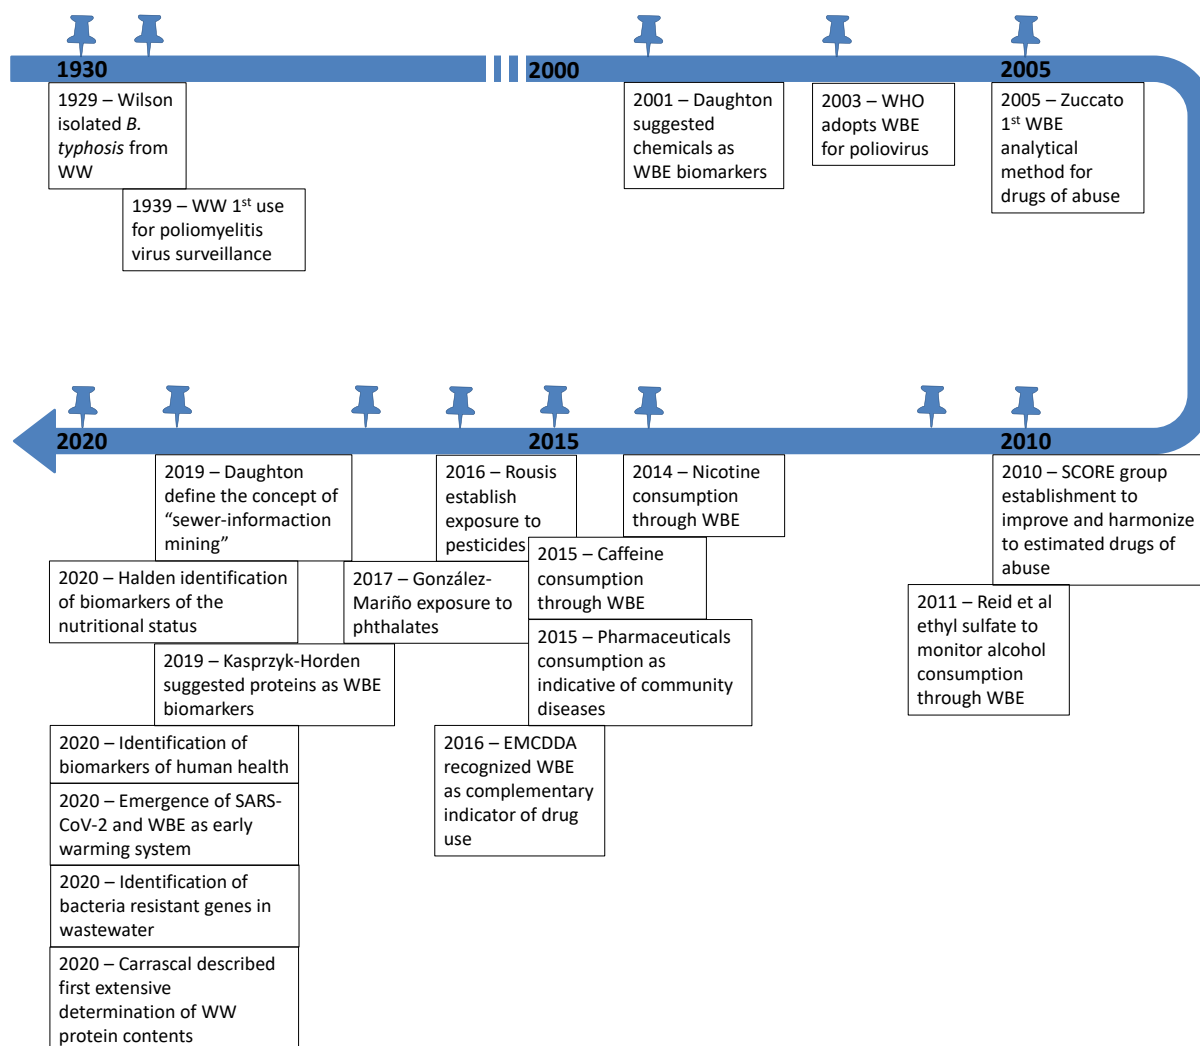 1930
2000
2005
1929 – Wilson
isolated B.
typhosis from
WW
1939 – WW 1st use
for poliomyelitis
virus surveillance
2001 – Daughton
suggested
chemicals as
WBE biomarkers
2003 – WHO
adopts WBE
for poliovirus
2005 – Zuccato
1st WBE
analytical
method for
drugs of abuse
2020
2015
2010
2010 – SCORE group
establishment to
improve and harmonize
to estimated drugs of
abuse
2011 – Reid et al
ethyl sulfate to
monitor alcohol
consumption
through WBE
2014 – Nicotine
consumption
through WBE
2015 – Caffeine
consumption
through WBE
2015 – Pharmaceuticals
consumption as
indicative of community
diseases
2016 – Rousis
establish
exposure to
pesticides
2016 – EMCDDA
recognized WBE
as complementary
indicator of drug
use
2017 – González-
Mariño exposure to
phthalates
2019 – Daughton
define the concept of
“sewer-informaction
mining”
2019 – Kasprzyk-Horden
suggested proteins as WBE
biomarkers
2020 – Halden identification
of biomarkers of the
nutritional status
2020 – Identification of
biomarkers of human health
2020 – Emergence of SARS-
CoV-2 and WBE as early
warming system
2020 – Identification of
bacteria resistant genes in
wastewater
2020 – Carrascal described
first extensive
determination of WW
protein contents